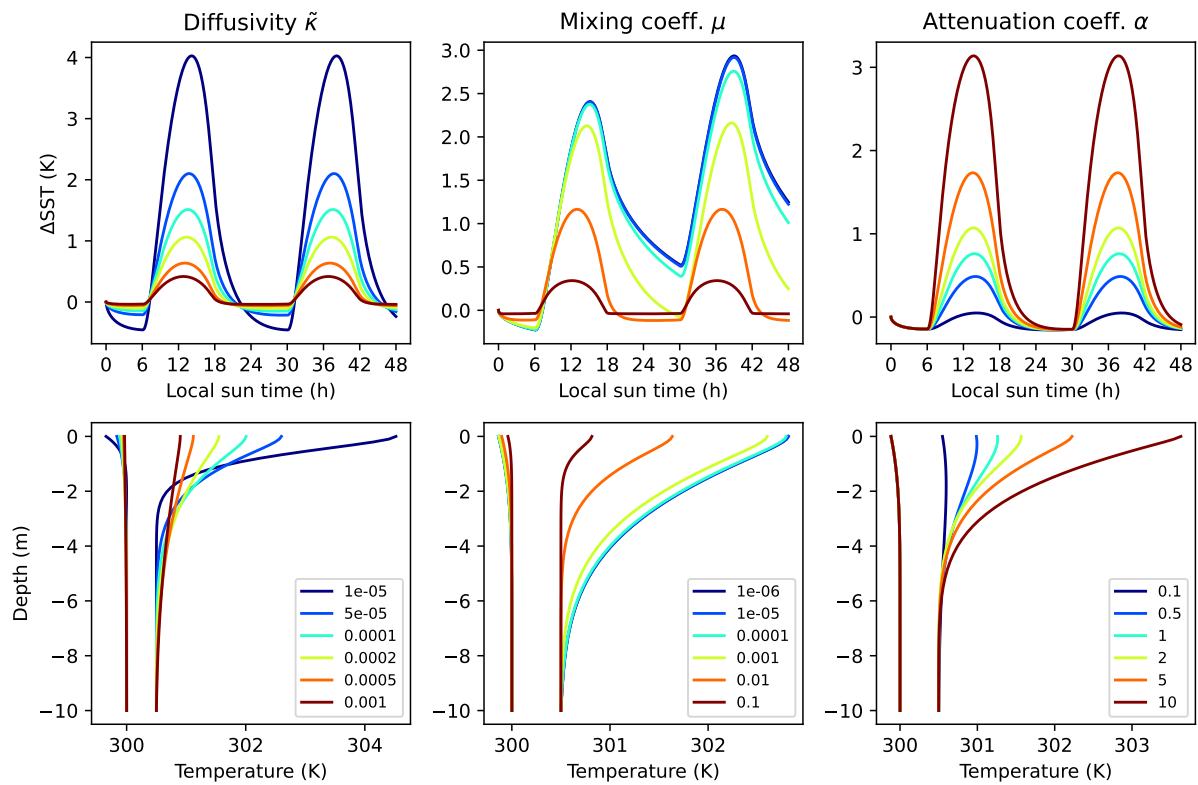 Diffusivity κ̃
Mixing coeff. μ
Attenuation coeff. α
ΔSST (K)
4
3
2
1
0
0 6 12 18 24 30 36 42 48
Local sun time (h)
3.0
2.5
2.0
1.5
1.0
0.5
0.0
0 6 12 18 24 30 36 42 48
Local sun time (h)
3
2
1
0
0 6 12 18 24 30 36 42 48
Local sun time (h)
Depth (m)
0
−2
−4
−6
−8
−10
1e-05
5e-05
0.0001
0.0002
0.0005
0.001
300 302 304
Temperature (K)
0
−2
−4
−6
−8
−10
1e-06
1e-05
0.0001
0.001
0.01
0.1
300 301 302
Temperature (K)
0
−2
−4
−6
−8
−10
0.1
0.5
1
2
5
10
300 301 302 303
Temperature (K)